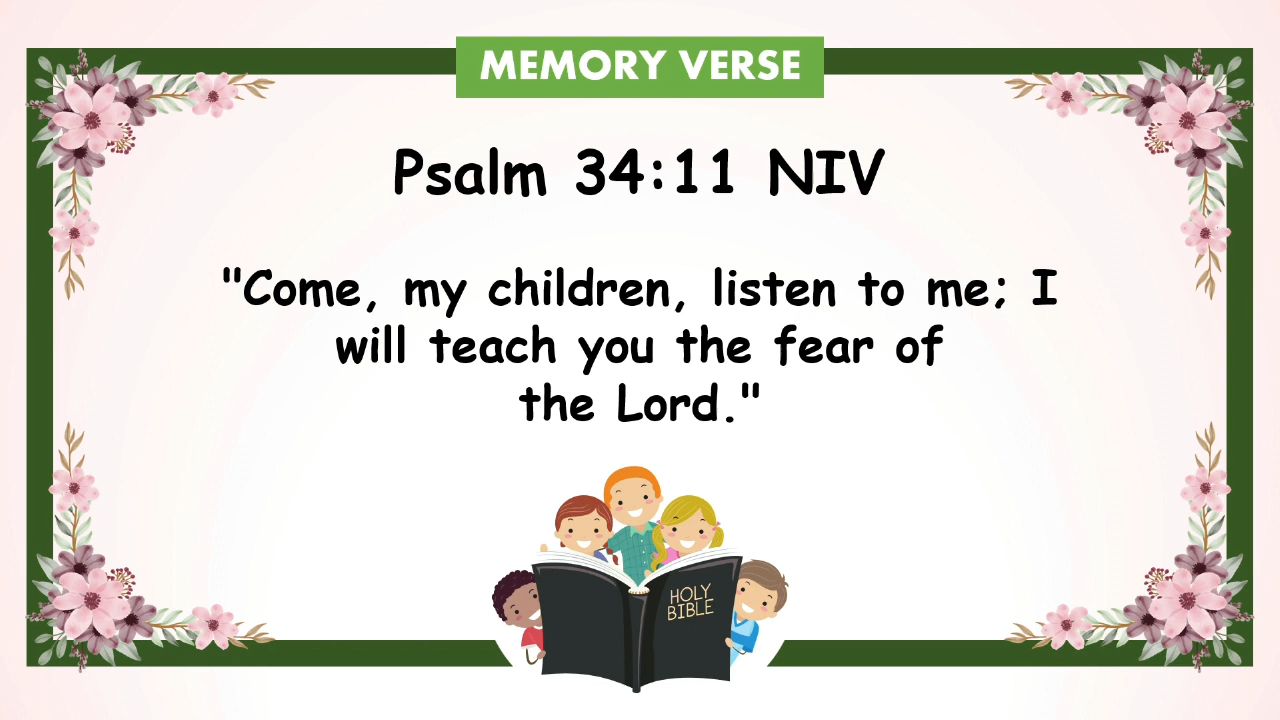 MEMORY VERSE
Psalm 34:11 NIV
"Come, my children, listen to me; I
will teach you the fear of
the Lord."
HOLY
BIBLE